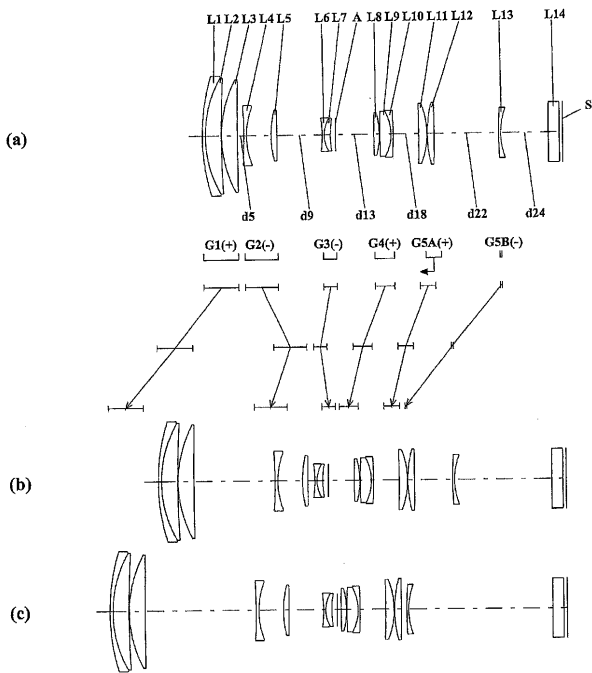 L1 L2 L3 L4 L5 L6 L7 A L8 L9 L10 L11 L12 L13 L14
S
(a)
d5 d9 d13 d18 d22 d24
G1(+) G2(-) G3(-) G4(+) G5A(+) G5B(-)
(b)
(c)